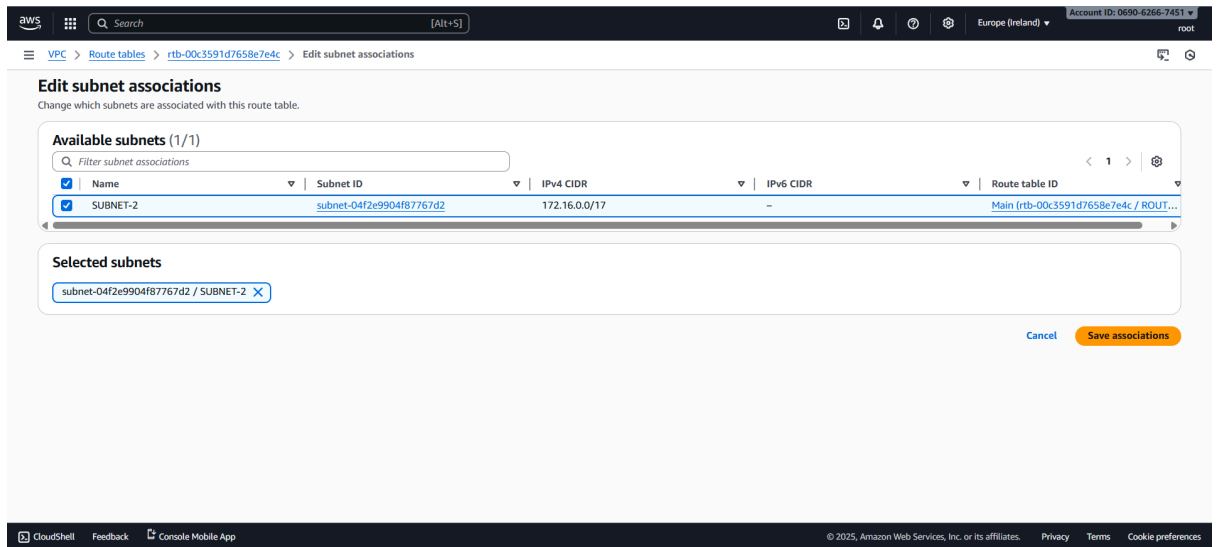 aws Search [Alt+S] Europe (Ireland) Account ID: 0690-6266-7451
root
VPC > Route tables > rtb-00c3591d7658e7e4c > Edit subnet associations
Edit subnet associations
Change which subnets are associated with this route table.
Available subnets (1/1)
Filter subnet associations
1
Name Subnet ID IPv4 CIDR IPv6 CIDR Route table ID
SUBNET-2 subnet-04f2e9904f87767d2 172.16.0.0/17 – Main (rtb-00c3591d7658e7e4c / ROUT...
Selected subnets
subnet-04f2e9904f87767d2 / SUBNET-2
Cancel Save associations
CloudShell Feedback Console Mobile App © 2025, Amazon Web Services, Inc. or its affiliates. Privacy Terms Cookie preferences